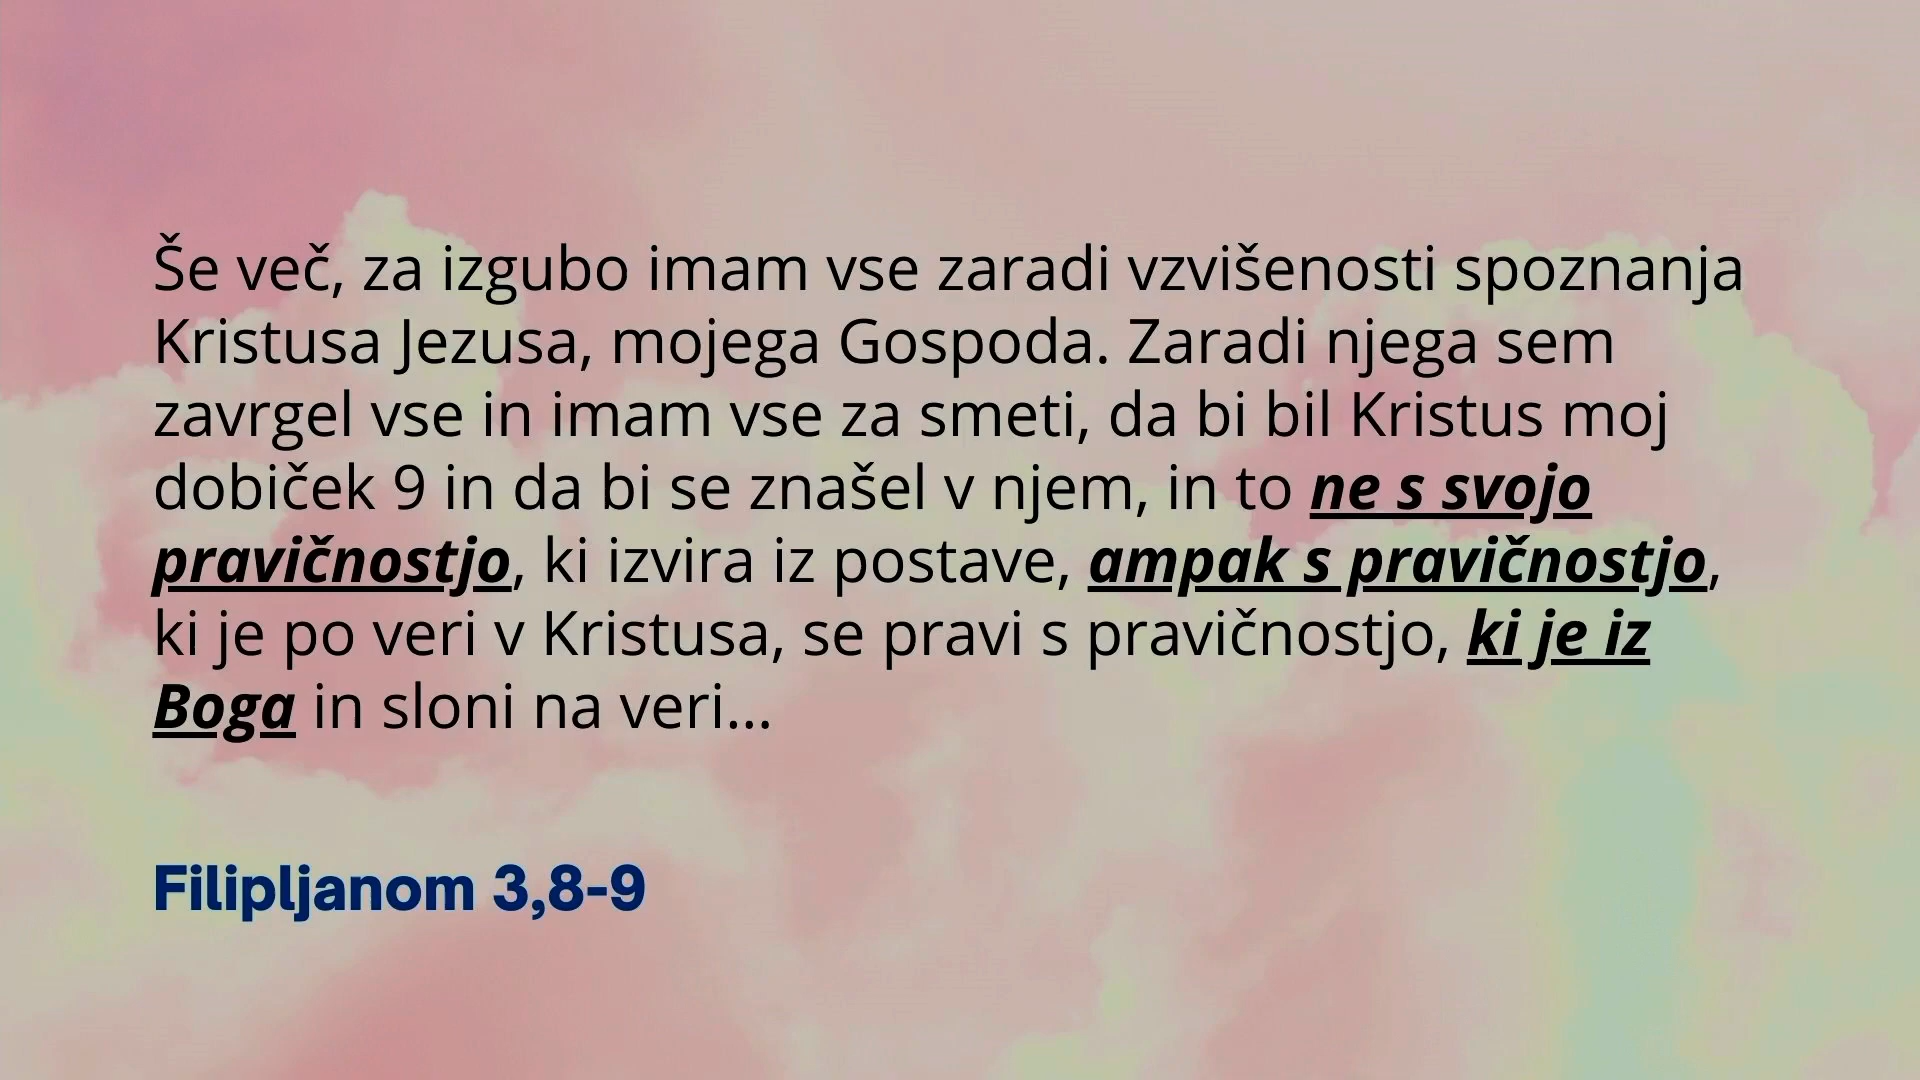 Še več, za izgubo imam vse zaradi vzvišenosti spoznanja
Kristusa Jezusa, mojega Gospoda. Zaradi njega sem
zavrgel vse in imam vse za smeti, da bi bil Kristus moj
dobiček 9 in da bi se znašel v njem, in to ne s svojo
pravičnostjo, ki izvira iz postave, ampak s pravičnostjo,
ki je po veri v Kristusa, se pravi s pravičnostjo, ki je iz
Boga in sloni na veri...
Filipljanom 3,8-9